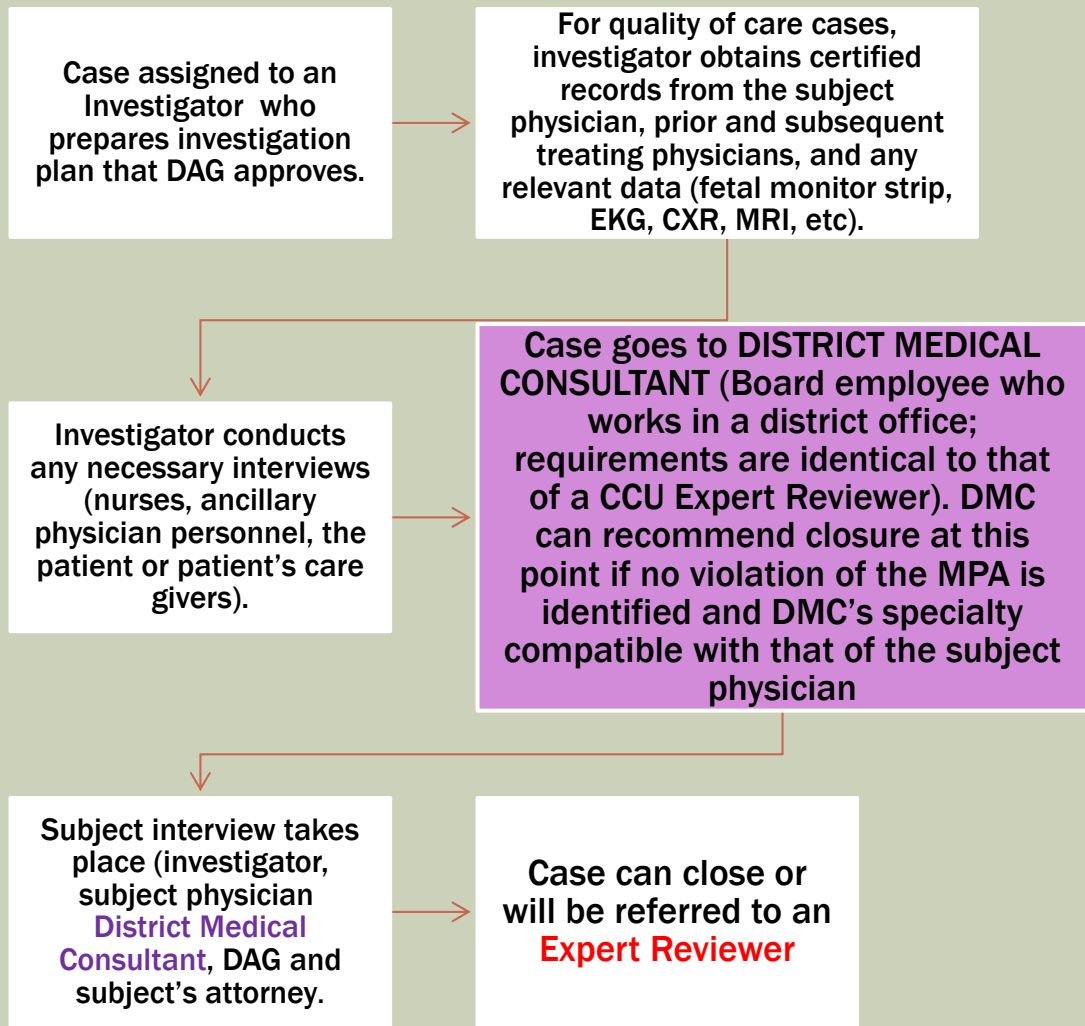 Case assigned to an
Investigator who
prepares investigation
plan that DAG approves.
For quality of care cases,
investigator obtains certified
records from the subject
physician, prior and subsequent
treating physicians, and any
relevant data (fetal monitor strip,
EKG, CXR, MRI, etc).
Investigator conducts
any necessary interviews
(nurses, ancillary
physician personnel, the
patient or patient’s care
givers).
Case goes to DISTRICT MEDICAL
CONSULTANT (Board employee who
works in a district office;
requirements are identical to that
of a CCU Expert Reviewer). DMC
can recommend closure at this
point if no violation of the MPA is
identified and DMC’s specialty
compatible with that of the subject
physician
Subject interview takes
place (investigator,
subject physician
District Medical
Consultant, DAG and
subject’s attorney.
Case can close or
will be referred to an
Expert Reviewer